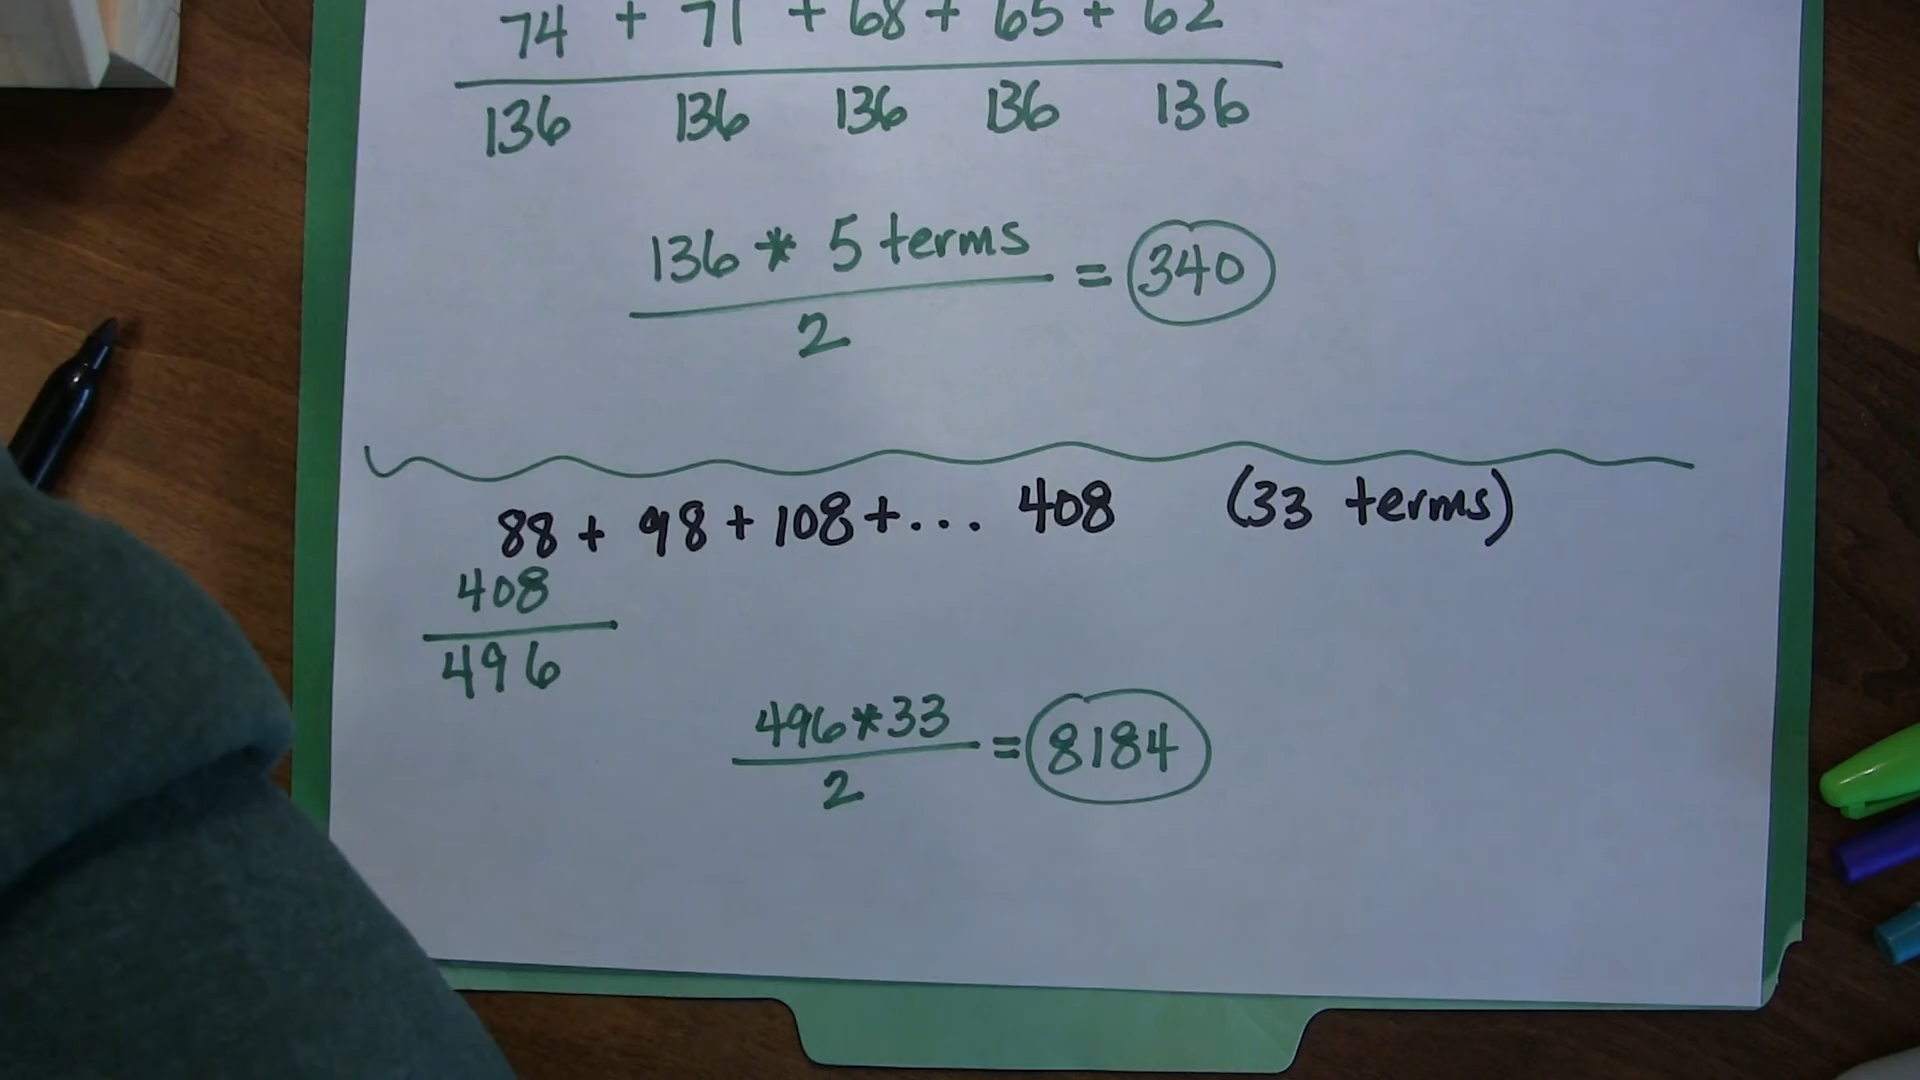 74 + 71 + 68 + 65 + 62
136 136 136 136 136
136 * 5 terms
2
= 340
88 + 98 + 108 + ... 408 (33 terms)
408
496
496 * 33
2
= 8184